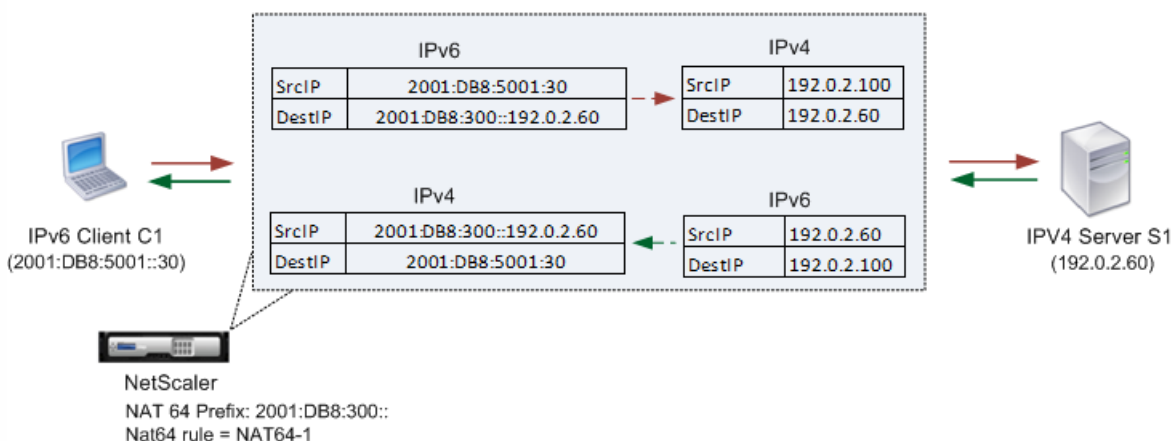 IPv6 IPv4
SrcIP 2001:DB8:5001:30 SrcIP 192.0.2.100
DestIP 2001:DB8:300::192.0.2.60 DestIP 192.0.2.60
IPv4 IPv6
SrcIP 2001:DB8:300::192.0.2.60 SrcIP 192.0.2.60
DestIP 2001:DB8:5001:30 DestIP 192.0.2.100
IPv6 Client C1
(2001:DB8:5001::30)
IPV4 Server S1
(192.0.2.60)
NetScaler
NAT 64 Prefix: 2001:DB8:300::
Nat64 rule = NAT64-1